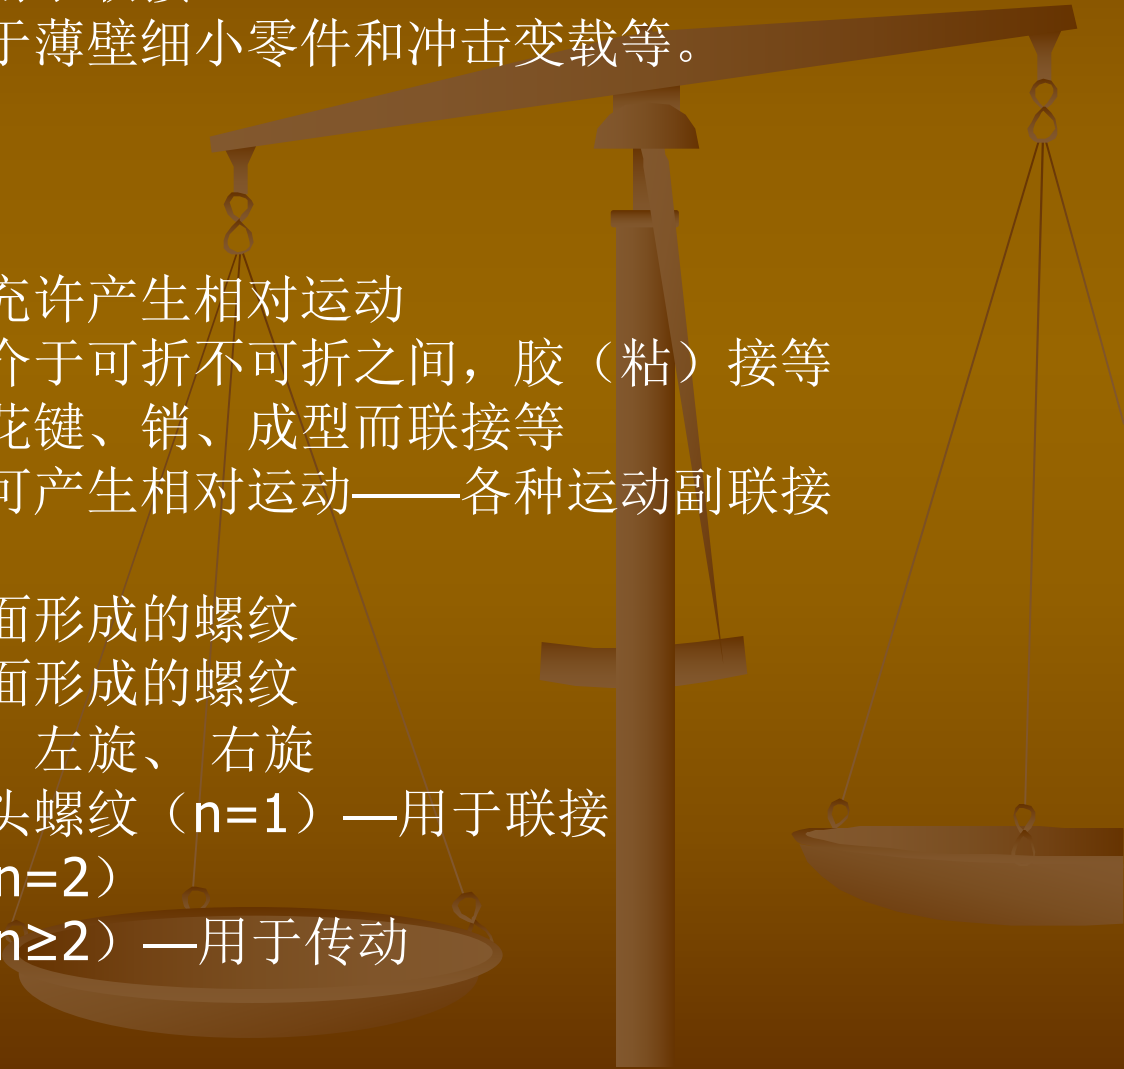 于薄壁细小零件和冲击变载等。
允许产生相对运动
介于可折不可折之间，胶（粘）接等
花键、销、成型而联接等
可产生相对运动——各种运动副联接
面形成的螺纹
面形成的螺纹
左旋、 右旋
头螺纹（n=1）—用于联接
n=2）
n≥2）—用于传动